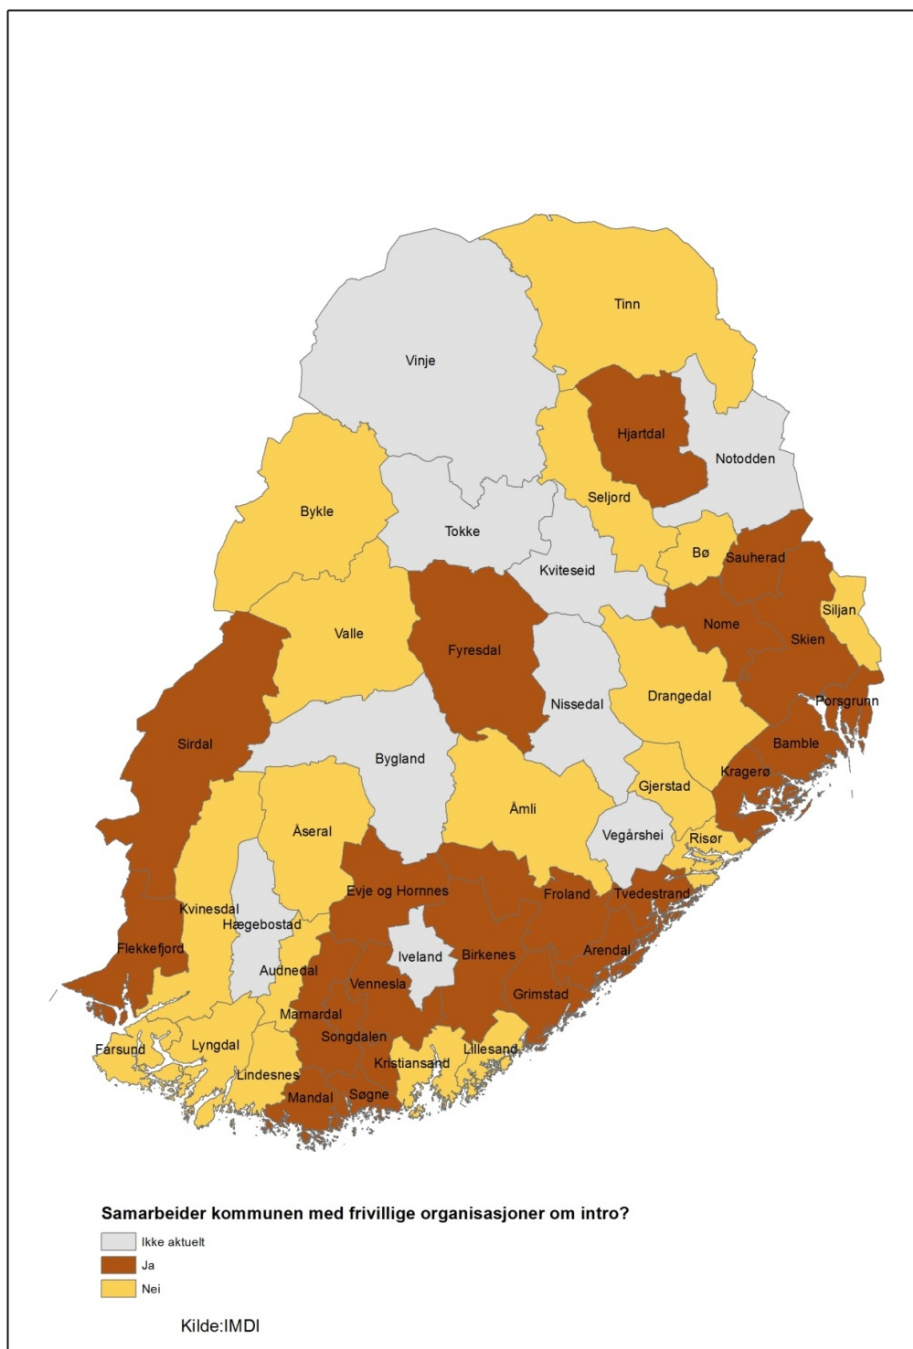 Tinn
Vinje
Hjartdal
Notodden
Seljord
Bykle
Tokke
Bø
Sauherad
Kviteseid
Siljan
Nome
Valle
Skien
Fyresdal
Drangedal
Nissedal
Porsgrunn
Sirdal
Bamble
Bygland
Kragerø
Gjerstad
Åmli
Åseral
Vegårshei
Risør
Evje og Hornnes
Froland
Tvedestrand
Kvinesdal
Hægebostad
Flekkefjord
Arendal
Birkenes
Iveland
Audnedal
Vennesla
Grimstad
Marnardal
Songdalen
Farsund
Lyngdal
Lillesand
Kristiansand
Lindesnes
Mandal
Søgne
Samarbeider kommunen med frivillige organisasjoner om intro?
Ikke aktuelt
Ja
Nei
Kilde:IMDI